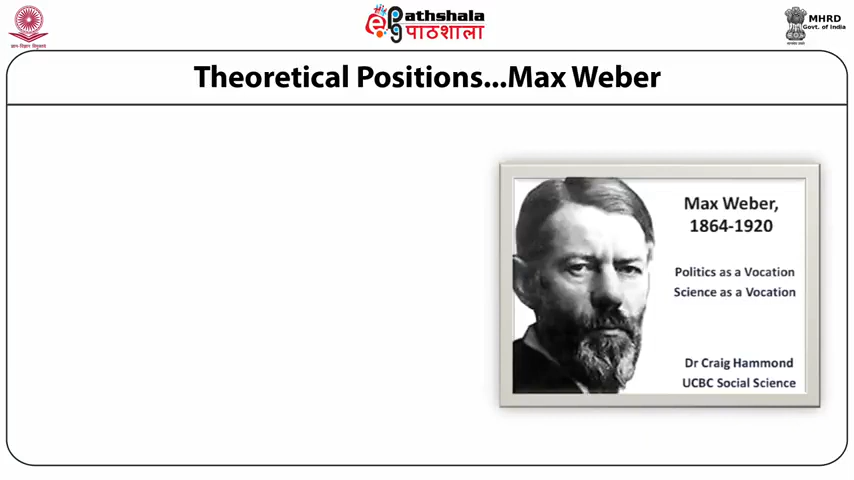 Pathshala
पाठशाला
MHRD
Govt. of India
Theoretical Positions...Max Weber
Max Weber,
1864-1920
Politics as a Vocation
Science as a Vocation
Dr Craig Hammond
UCBC Social Science